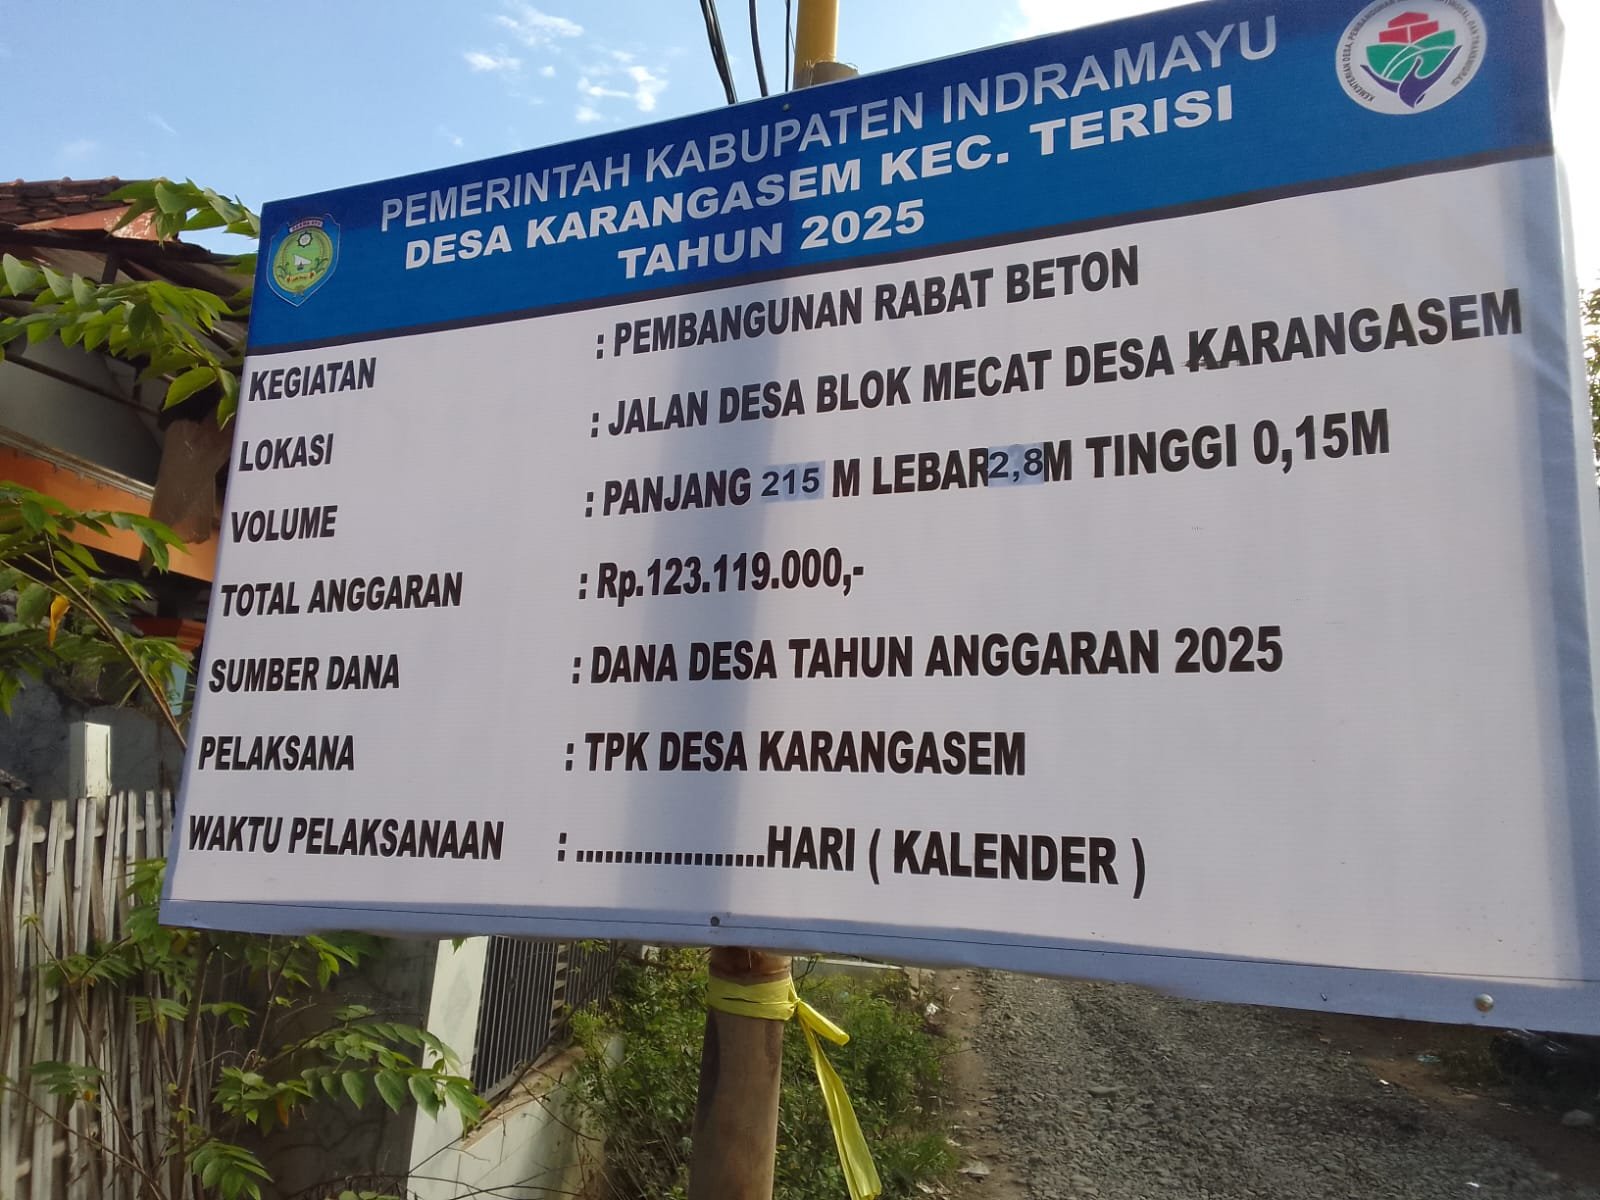 PEMERINTAH KABUPATEN INDRAMAYU
DESA KARANGASEM KEC. TERISI
TAHUN 2025
KEGIATAN : PEMBANGUNAN RABAT BETON
LOKASI : JALAN DESA BLOK MECAT DESA KARANGASEM
VOLUME : PANJANG 215 M LEBAR 2,8 M TINGGI 0,15M
TOTAL ANGGARAN : Rp.123.119.000,-
SUMBER DANA : DANA DESA TAHUN ANGGARAN 2025
PELAKSANA : TPK DESA KARANGASEM
WAKTU PELAKSANAAN : ...................HARI ( KALENDER )